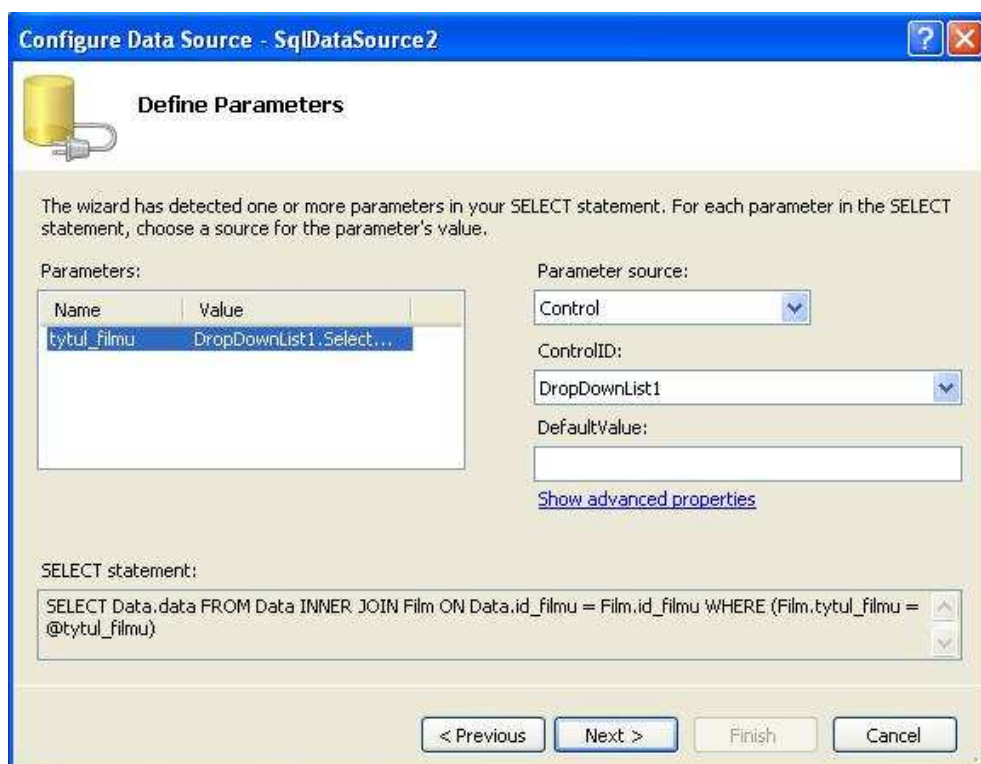 Configure Data Source - SqlDataSource2
Define Parameters
The wizard has detected one or more parameters in your SELECT statement. For each parameter in the SELECT
statement, choose a source for the parameter's value.
Parameters:
Name Value
tytul_filmu DropDownList1.Select...
Parameter source:
Control
ControlID:
DropDownList1
DefaultValue:
Show advanced properties
SELECT statement:
SELECT Data.data FROM Data INNER JOIN Film ON Data.id_filmu = Film.id_filmu WHERE (Film.tytul_filmu =
@tytul_filmu)
< Previous Next > Finish Cancel